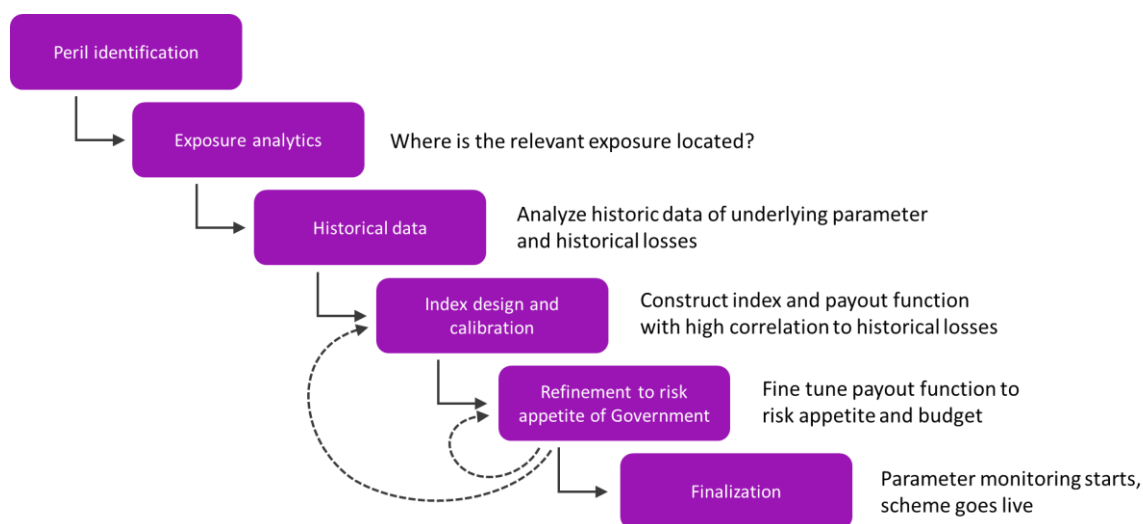 Peril identification
Exposure analytics
Where is the relevant exposure located?
Historical data
Analyze historic data of underlying parameter
and historical losses
Index design and
calibration
Construct index and payout function
with high correlation to historical losses
Refinement to risk
appetite of Government
Fine tune payout function to
risk appetite and budget
Finalization
Parameter monitoring starts,
scheme goes live